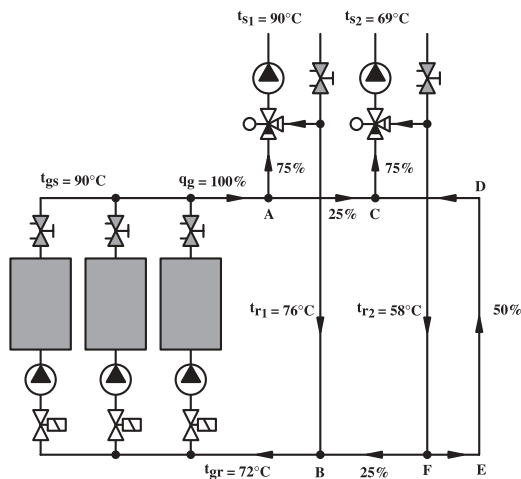 ts1 = 90°C
ts2 = 69°C
75%
75%
tgs = 90°C
qg = 100%
A
25%
C
D
tr1 = 76°C
tr2 = 58°C
50%
tgr = 72°C
B
25%
F
E